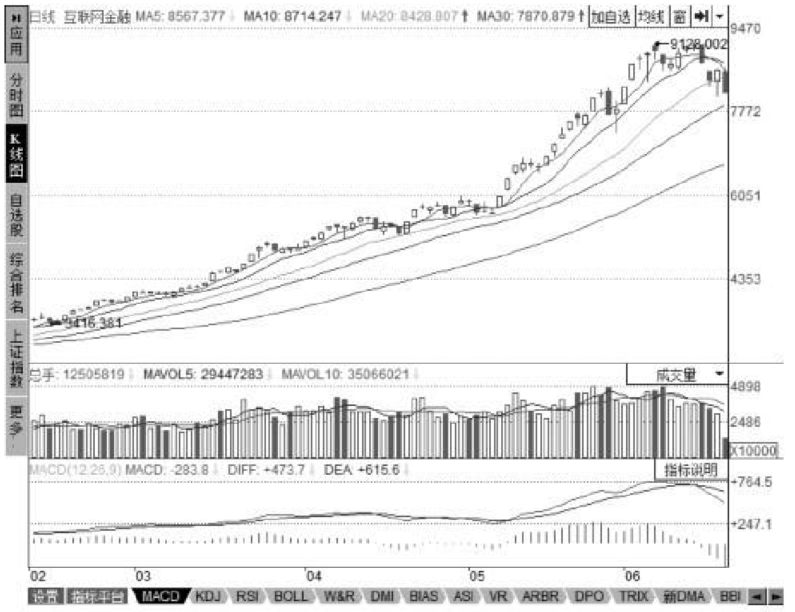 应用
分时图
K线图
自选股
综合排名
上证指数
更多
日线 互联网金融 MA5: 8567.377↓ MA10: 8714.247↓ MA20: 8428.807↑ MA30: 7870.879↑ 加自选 均线 窗
9470
9128.002
7772
6051
4353
3416.381
总手: 12505819↓ MAVOL5: 29447283↓ MAVOL10: 35066021↓ 成交量
4898
2486
X10000
MACD(12,26,9) MACD: -283.8↓ DIFF: +473.7↓ DEA: +615.6↓ 指标说明
+764.5
+247.1
02 03 04 05 06
设置 指标平台 MACD KDJ RSI BOLL W&R DMI BIAS ASI VR ARBR DPO TRIX 新DMA BBI